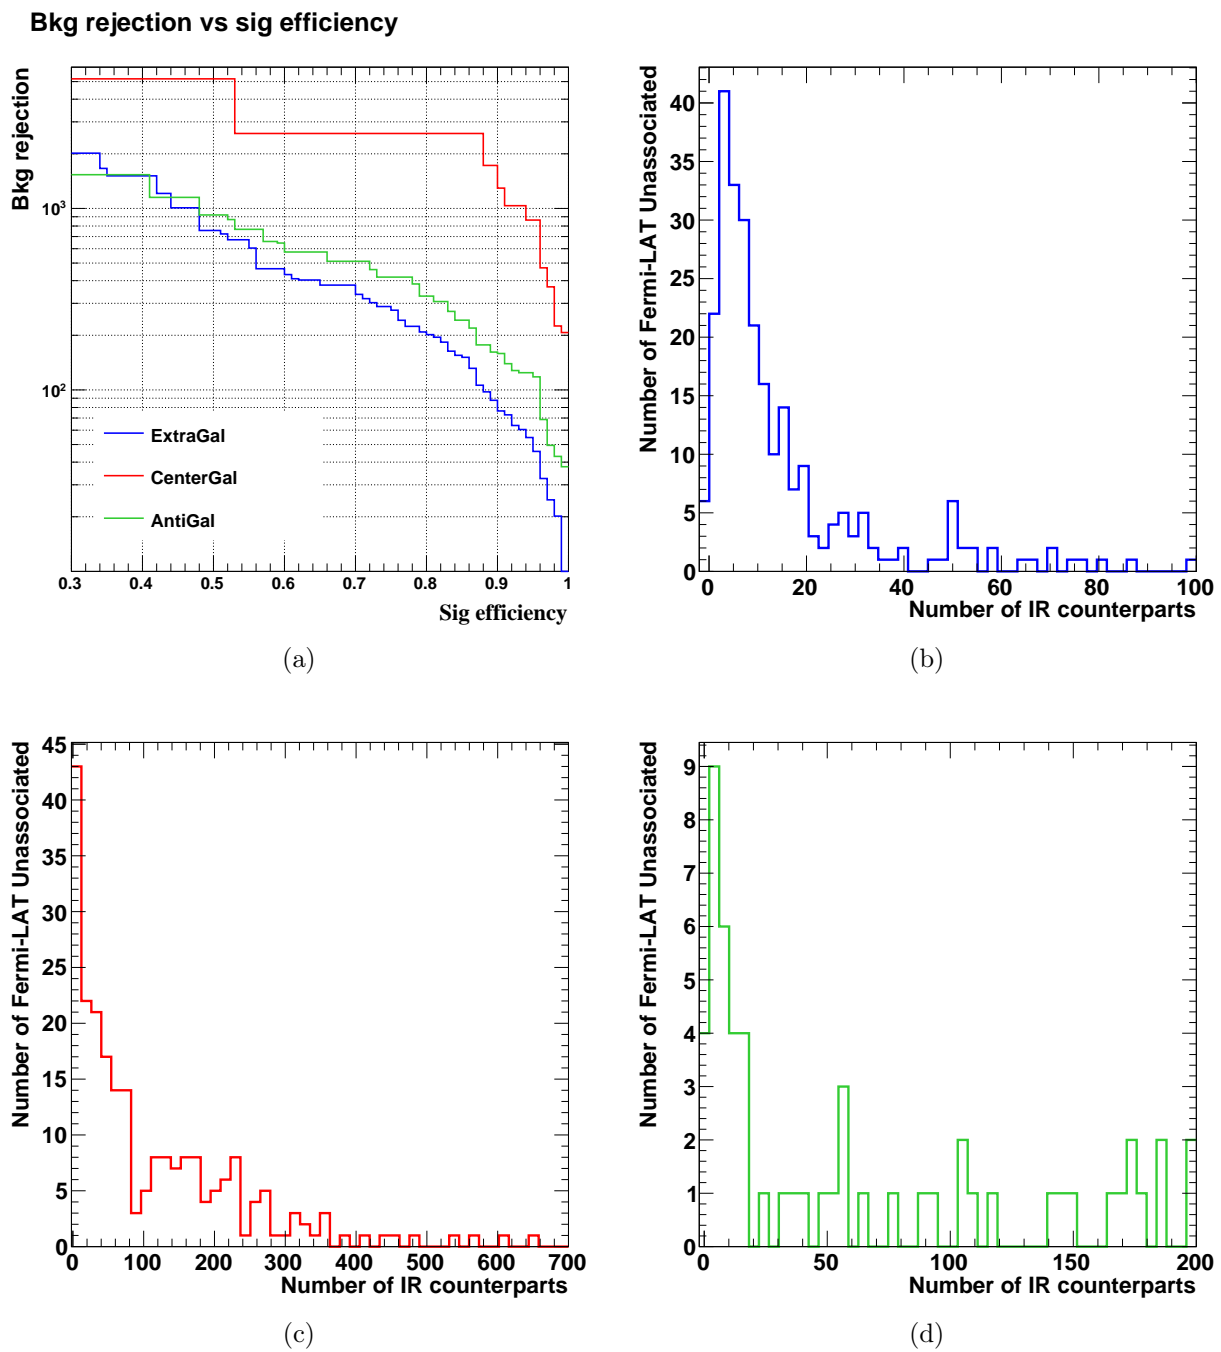 Bkg rejection vs sig efficiency
Bkg rejection
10³
10²
ExtraGal
CenterGal
AntiGal
0.3 0.4 0.5 0.6 0.7 0.8 0.9 1
Sig efficiency
(a)
Number of Fermi-LAT Unassociated
40
35
30
25
20
15
10
5
0
0 20 40 60 80 100
Number of IR counterparts
(b)
Number of Fermi-LAT Unassociated
45
40
35
30
25
20
15
10
5
0
0 100 200 300 400 500 600 700
Number of IR counterparts
(c)
Number of Fermi-LAT Unassociated
9
8
7
6
5
4
3
2
1
0
0 50 100 150 200
Number of IR counterparts
(d)